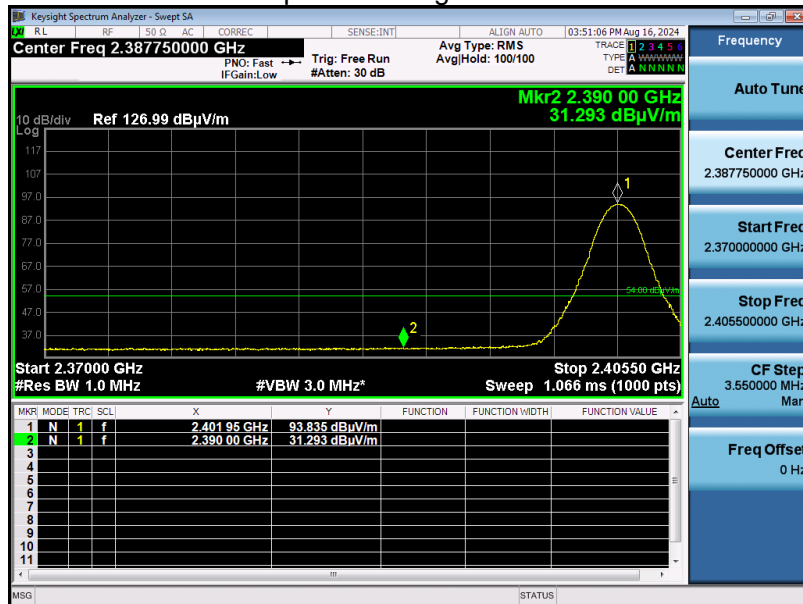 Keysight Spectrum Analyzer - Swept SA
RL RF 50 Ω AC CORREC SENSE:INT ALIGN AUTO 03:51:06 PM Aug 16, 2024
Center Freq 2.387750000 GHz
PNO: Fast
IFGain:Low
Trig: Free Run
#Atten: 30 dB
Avg Type: RMS
Avg|Hold: 100/100
TRACE 1 2 3 4 5 6
TYPE A WWWWW
DET A N N N N N
Frequency
Auto Tune
Center Freq
2.387750000 GHz
Start Freq
2.370000000 GHz
Stop Freq
2.405500000 GHz
CF Step
3.550000 MHz
Auto Man
Freq Offset
0 Hz
Mkr2 2.390 00 GHz
31.293 dBµV/m
10 dB/div Ref 126.99 dBµV/m
Log
117
107
97.0
87.0
77.0
67.0
57.0
47.0
37.0
1
2
54.00 dBµV/m
Start 2.37000 GHz Stop 2.40550 GHz
#Res BW 1.0 MHz #VBW 3.0 MHz* Sweep 1.066 ms (1000 pts)
MKR MODE TRC SCL X Y FUNCTION FUNCTION WIDTH FUNCTION VALUE
1 N 1 f 2.401 95 GHz 93.835 dBµV/m
2 N 1 f 2.390 00 GHz 31.293 dBµV/m
3
4
5
6
7
8
9
10
11
MSG STATUS